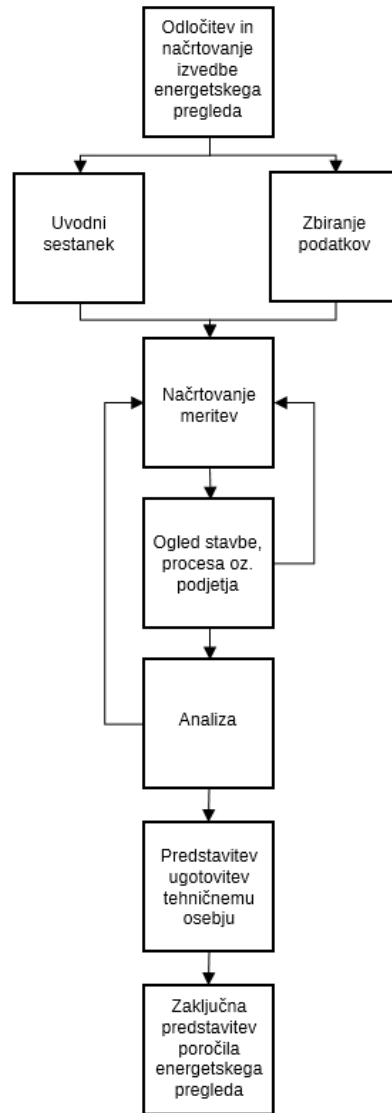 Odločitev in
načrtovanje
izvedbe
energetskega
pregleda
Uvodni
sestanek
Zbiranje
podatkov
Načrtovanje
meritev
Ogled stavbe,
procesa oz.
podjetja
Analiza
Predstavitev
ugotovitev
tehničnemu
osebju
Zaključna
predstavitev
poročila
energetskega
pregleda